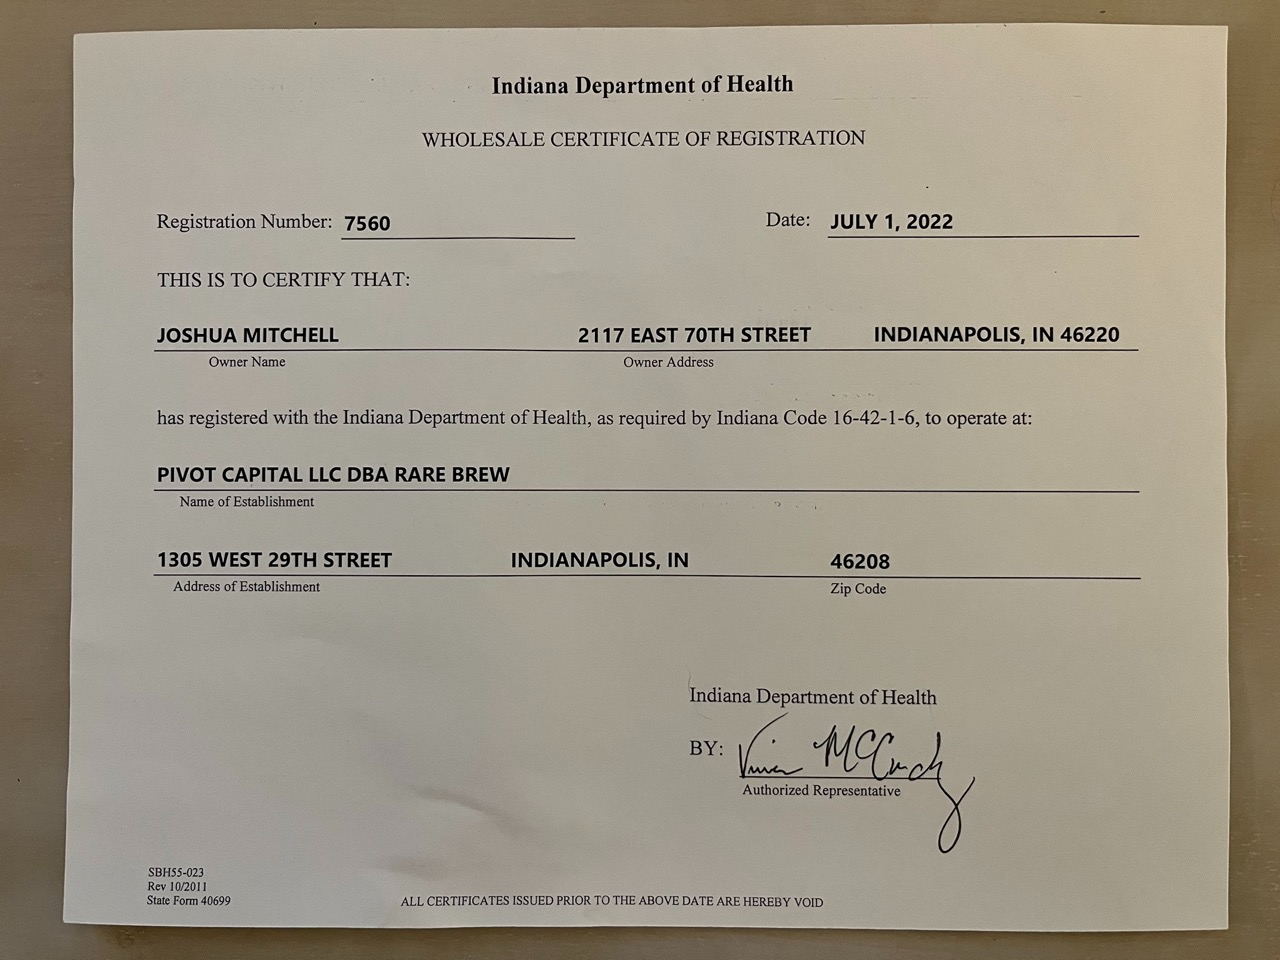 Indiana Department of Health
WHOLESALE CERTIFICATE OF REGISTRATION
Registration Number: 7560 Date: JULY 1, 2022
THIS IS TO CERTIFY THAT:
JOSHUA MITCHELL 2117 EAST 70TH STREET INDIANAPOLIS, IN 46220
Owner Name Owner Address
has registered with the Indiana Department of Health, as required by Indiana Code 16-42-1-6, to operate at:
PIVOT CAPITAL LLC DBA RARE BREW
Name of Establishment
1305 WEST 29TH STREET INDIANAPOLIS, IN 46208
Address of Establishment Zip Code
Indiana Department of Health
BY:
Authorized Representative
SBH55-023
Rev 10/2011
State Form 40699
ALL CERTIFICATES ISSUED PRIOR TO THE ABOVE DATE ARE HEREBY VOID